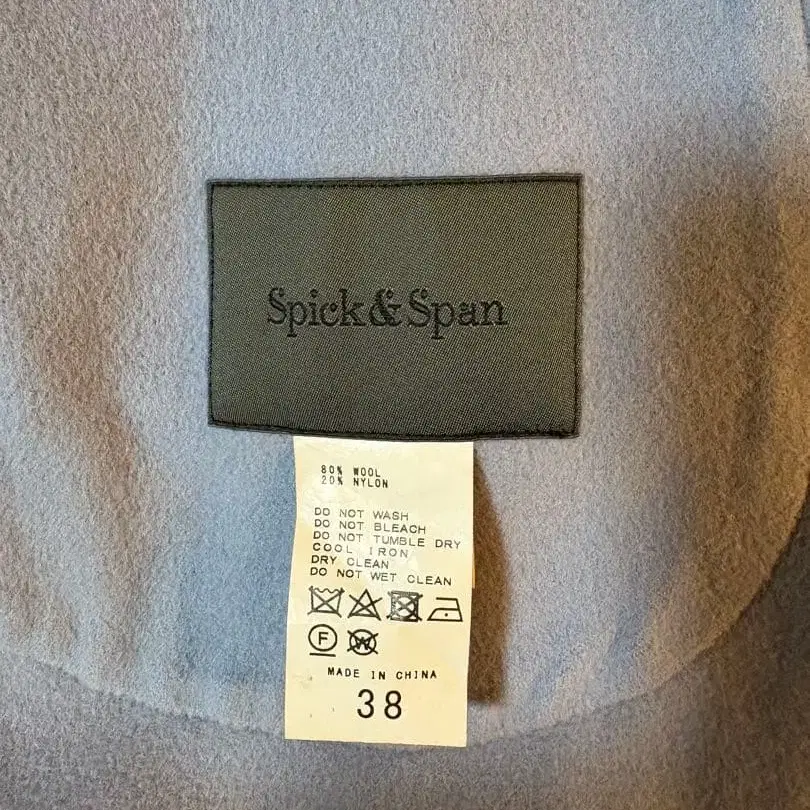 Spick&Span
80% WOOL
20% NYLON
DO NOT WASH
DO NOT BLEACH
DO NOT TUMBLE DRY
COOL IRON
DRY CLEAN
DO NOT WET CLEAN
F W
MADE IN CHINA
38